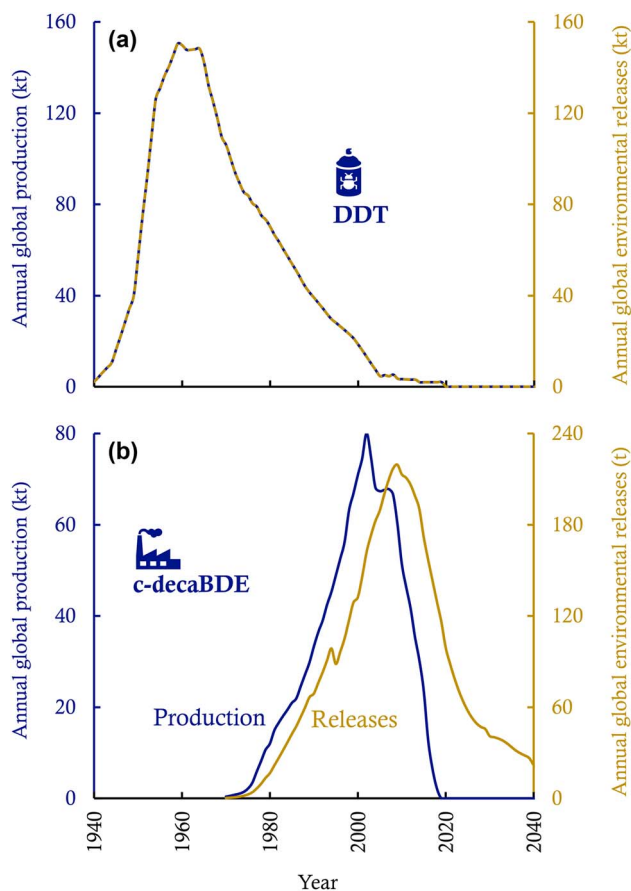 (a)
Annual global production (kt)
160
120
80
40
0
DDT
160
120
80
40
0
Annual global environmental releases (kt)
(b)
Annual global production (kt)
80
60
40
20
0
c-decaBDE
Production
Releases
240
180
120
60
0
Annual global environmental releases (t)
1940
1960
1980
2000
2020
2040
Year